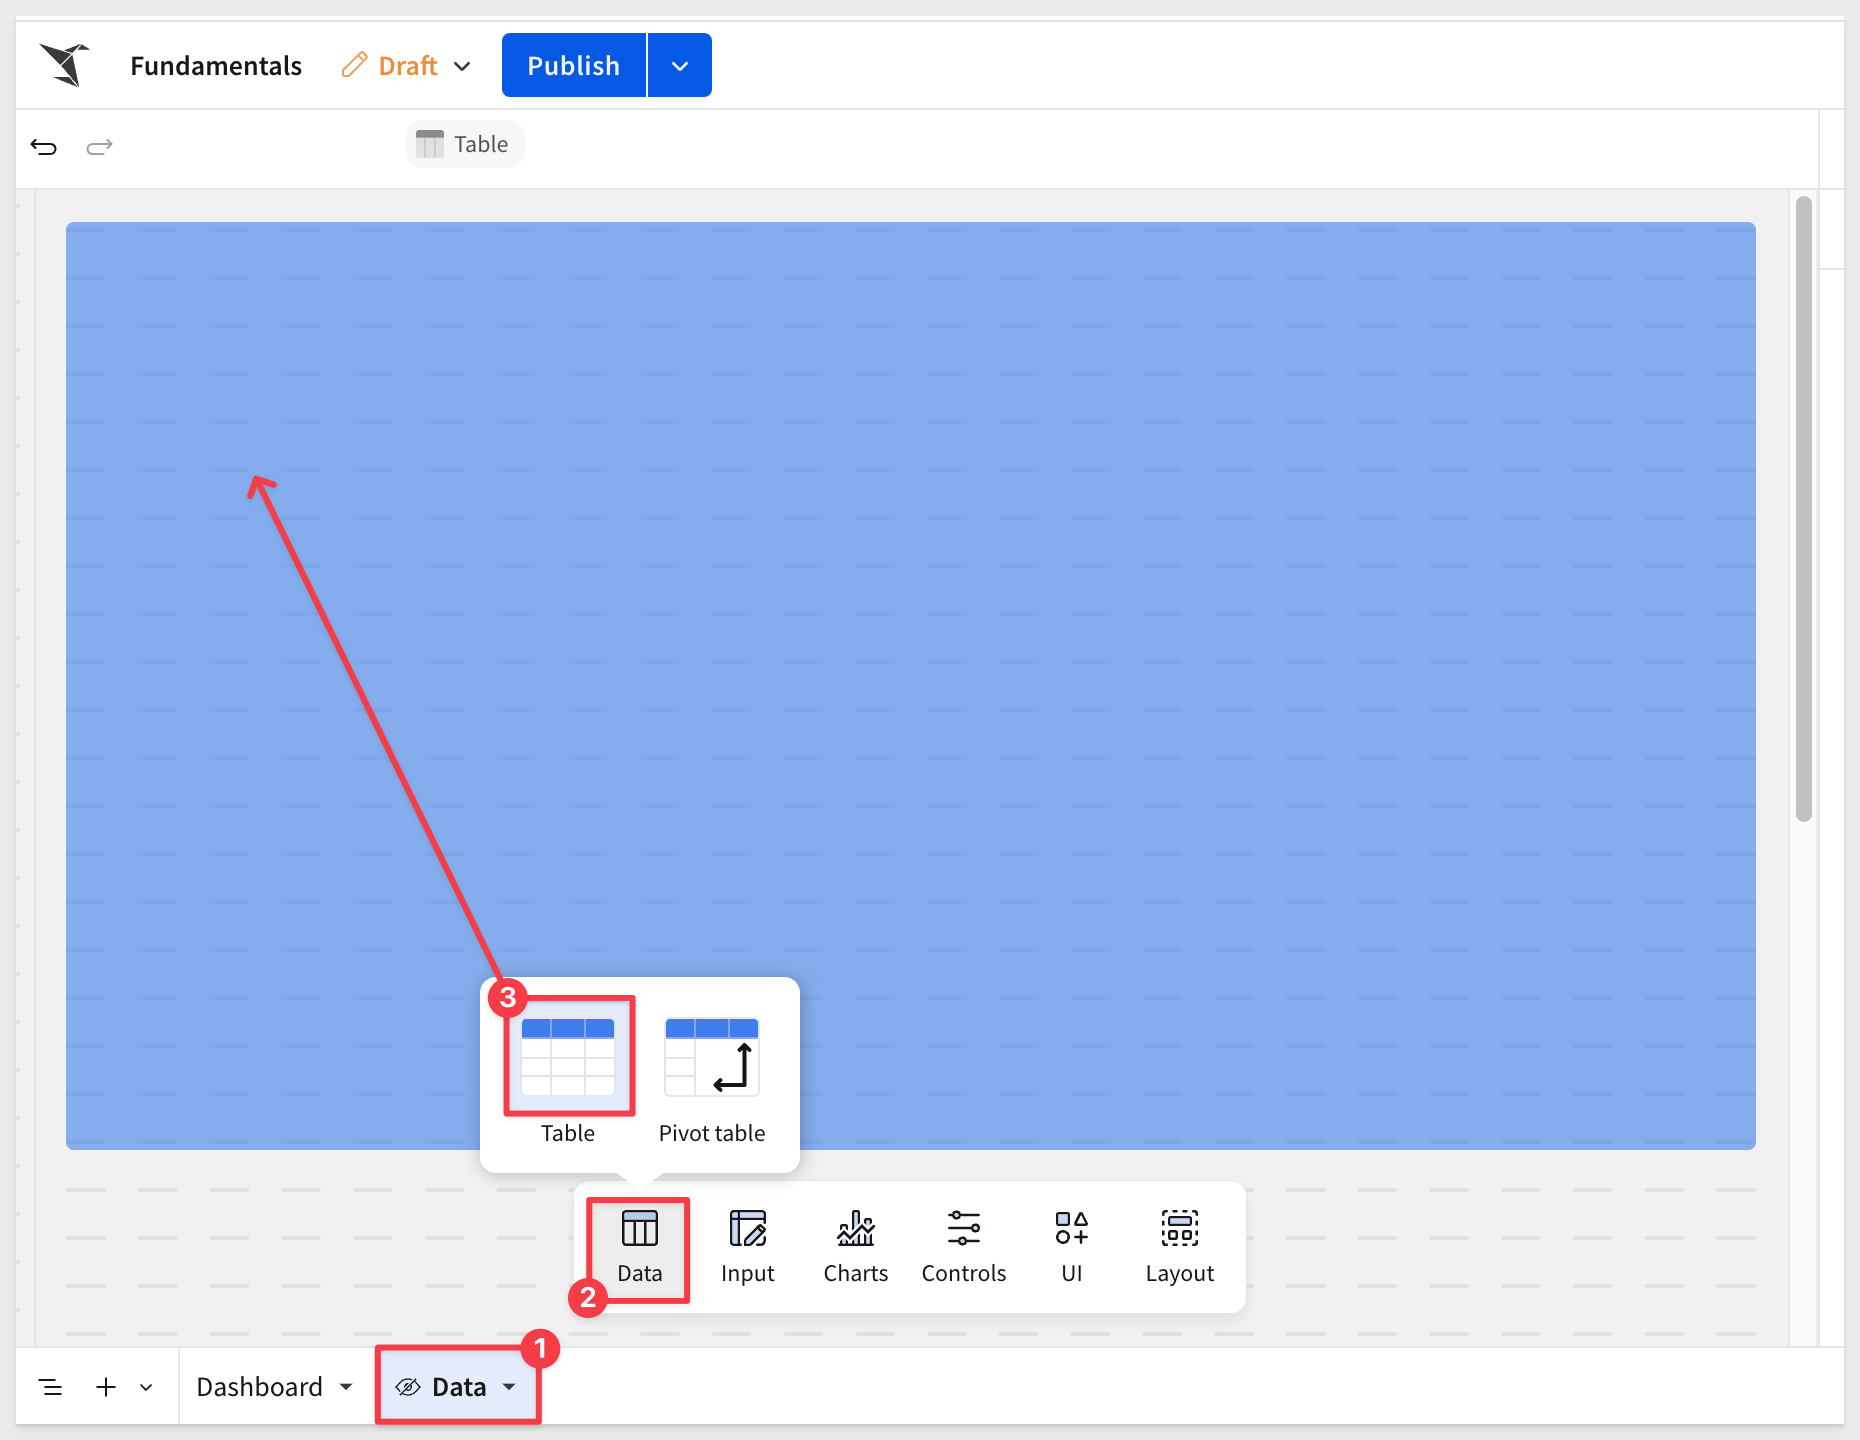 Fundamentals
Draft
Publish
Table
3
Table
Pivot table
Data
Input
Charts
Controls
UI
Layout
2
1
Dashboard
Data